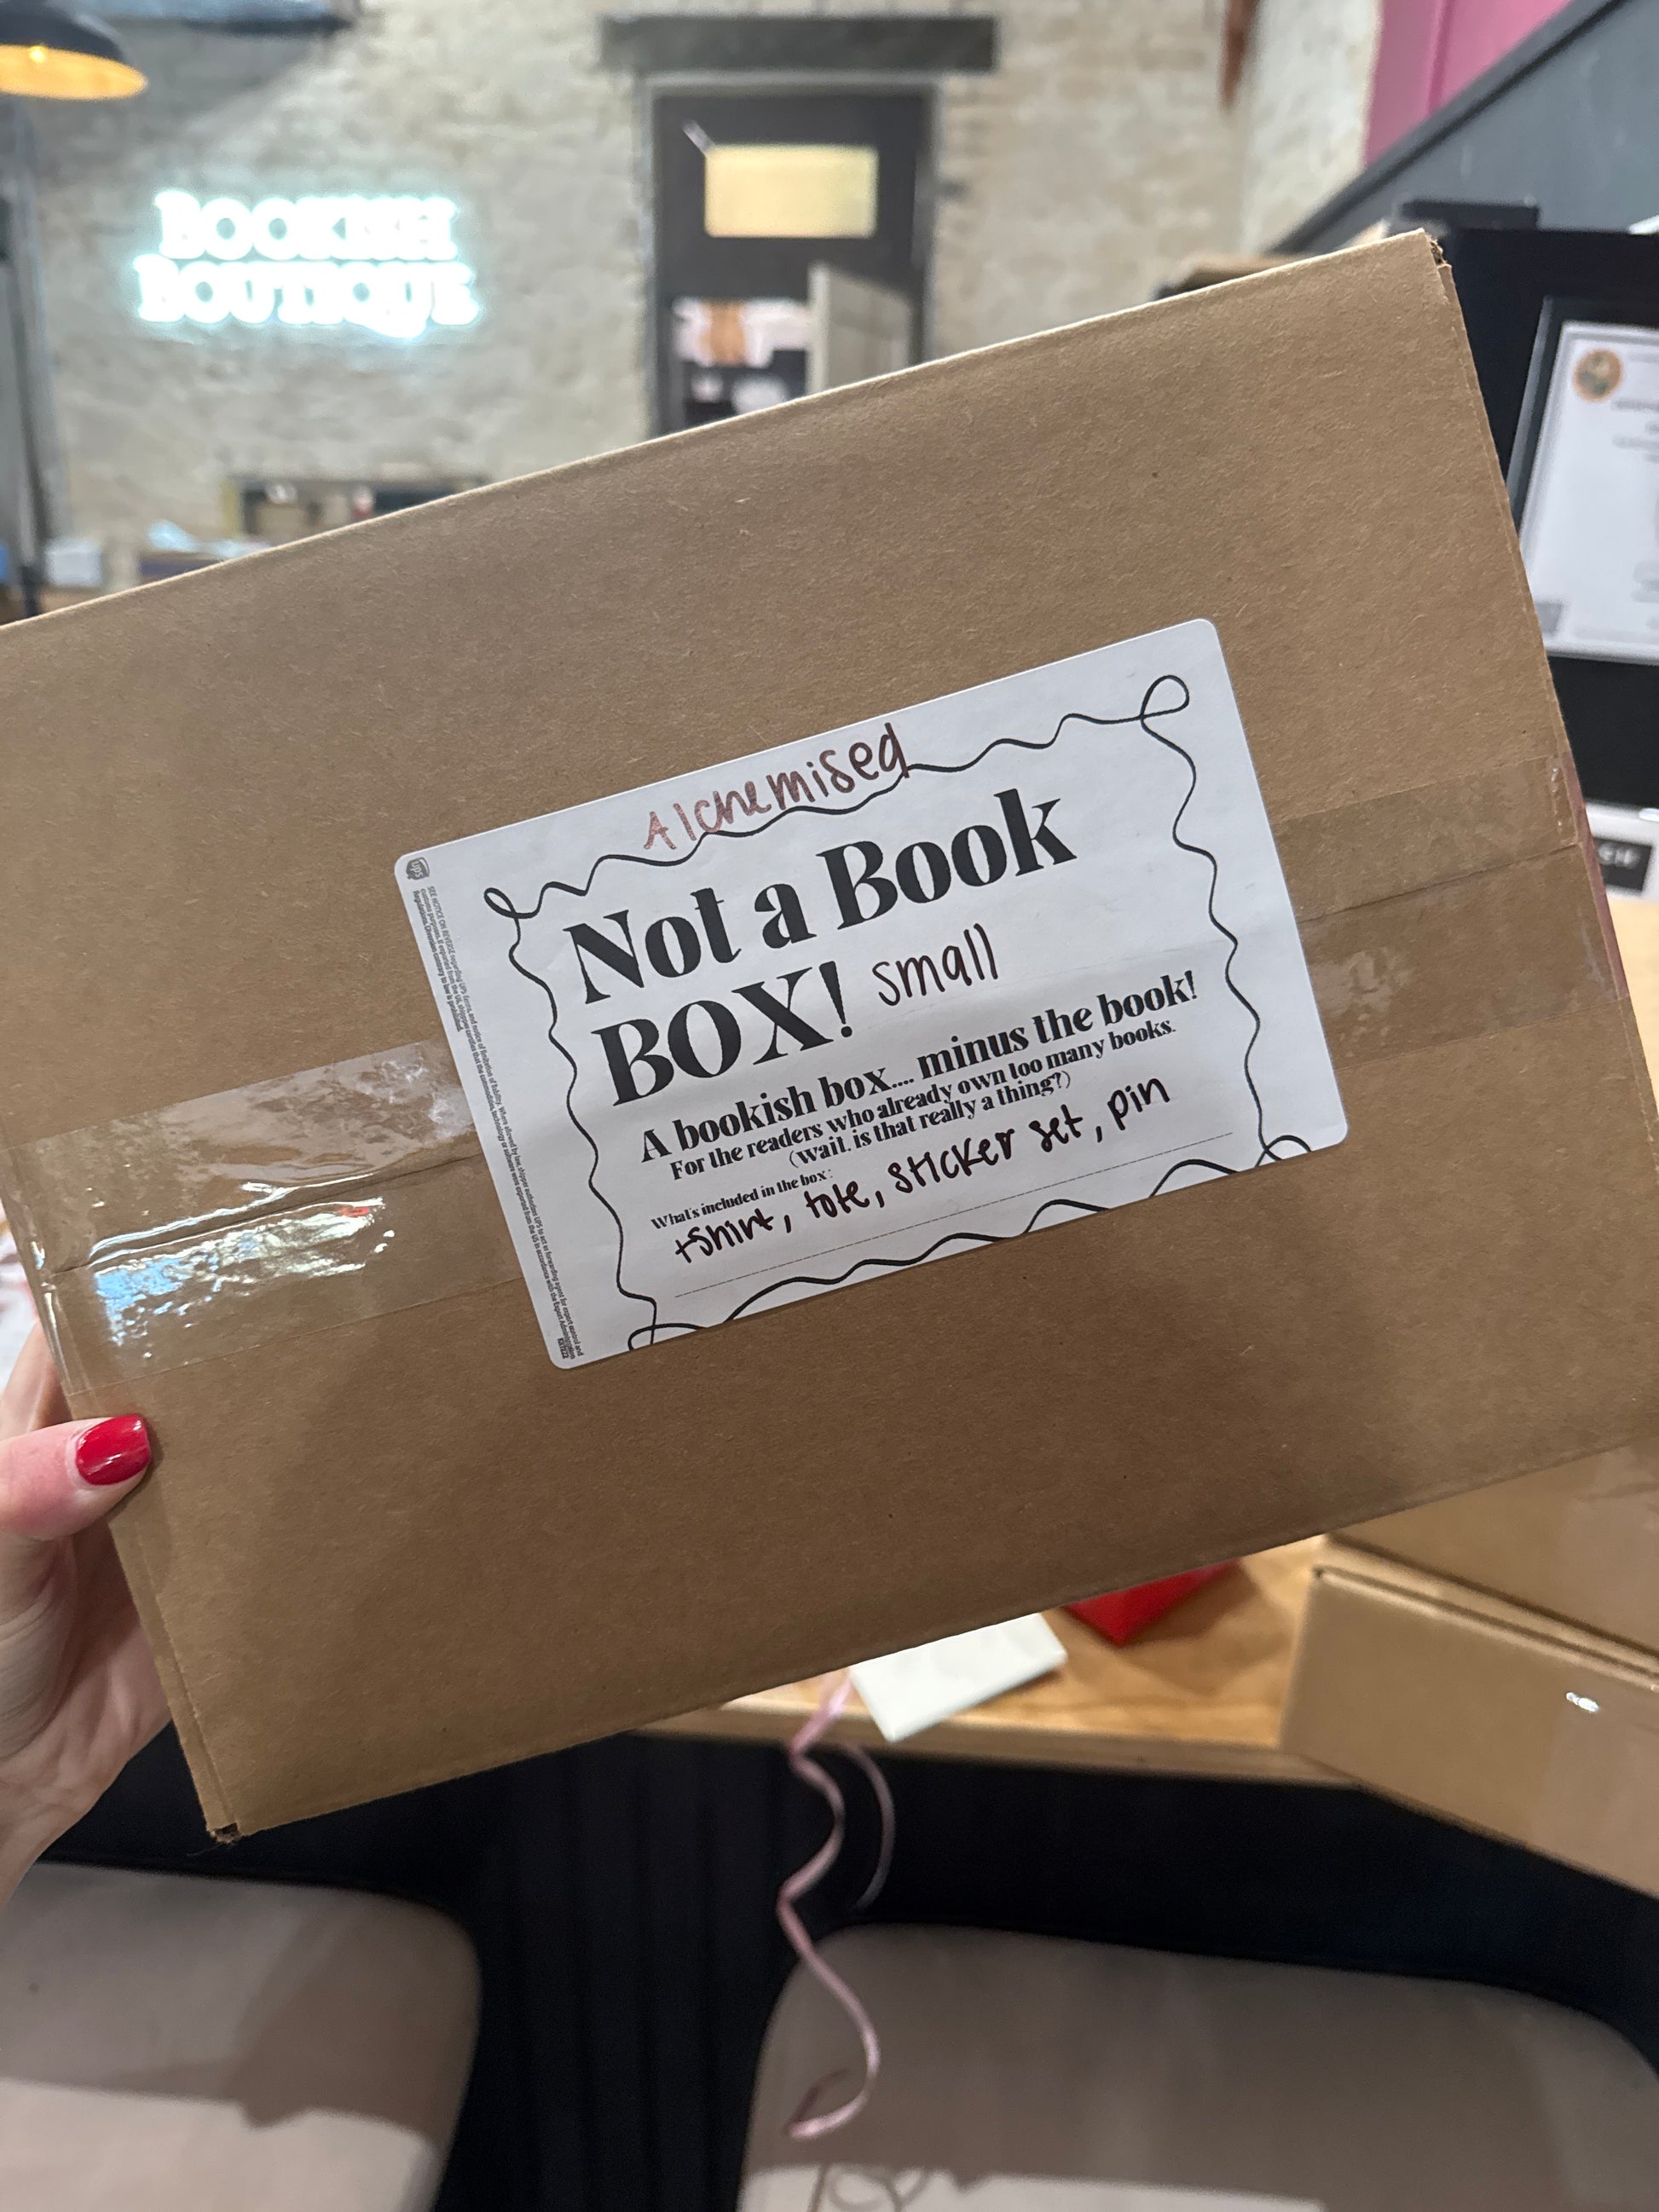 BOOKISH
BOUTIQUE
Alchemised
Not a Book
BOX! small
A bookish box.... minus the book!
For the readers who already own too many books.
(Wait, is that really a thing?)
What's included in the box:
tshirt, tote, sticker set, pin